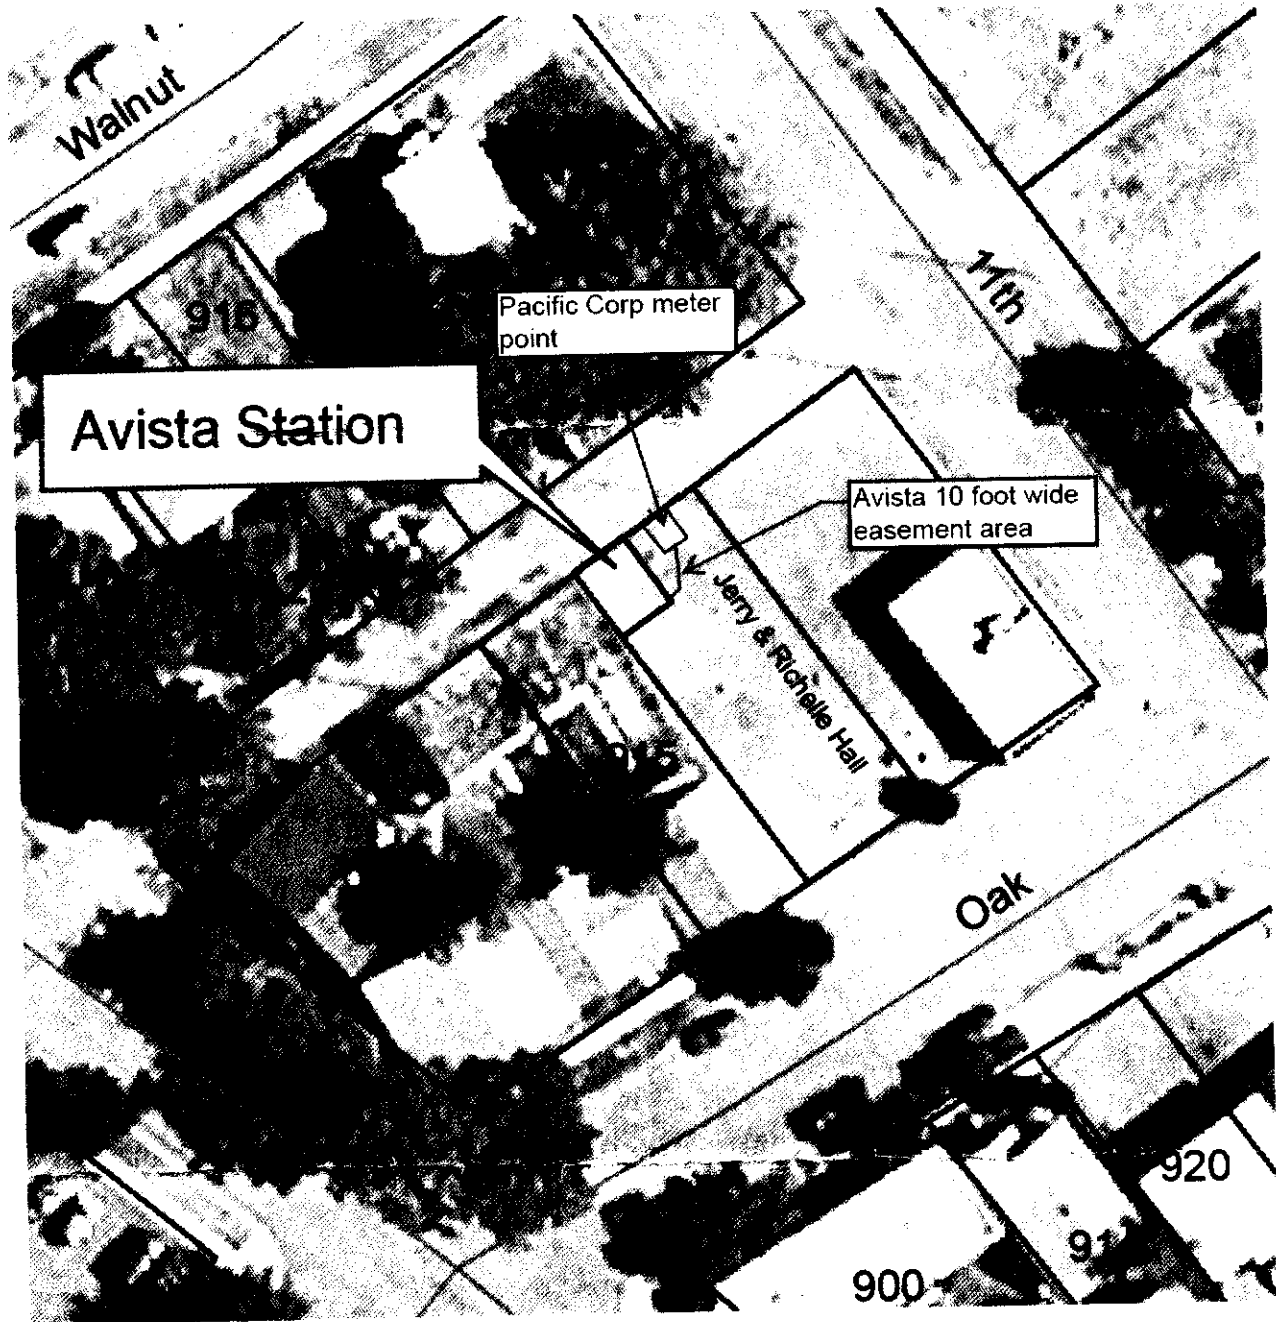 Walnut
11th
916
Pacific Corp meter
point
Avista Station
Avista 10 foot wide
easement area
Jerry & Richelle Hall
915
Oak
920
900